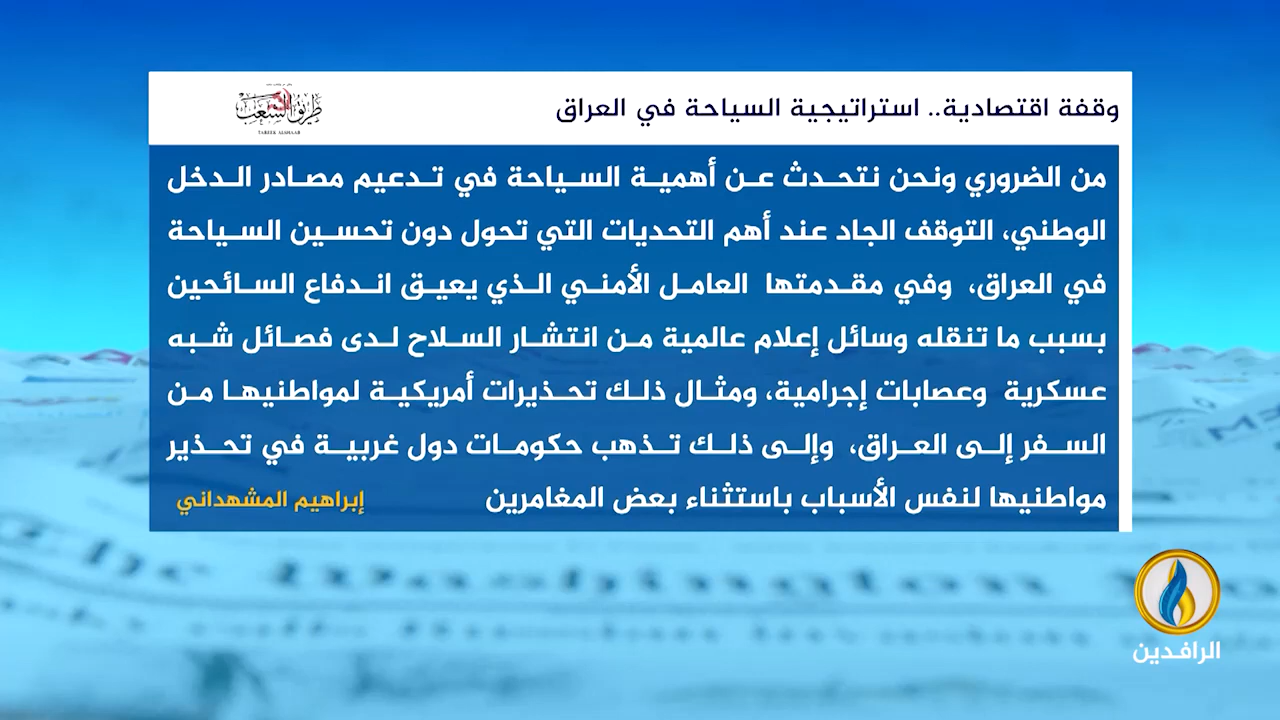 وقفة اقتصادية.. استراتيجية السياحة في العراق
طريق الشعب
TAREEK ALSHAAB
من الضروري ونحن نتحدث عن أهمية السياحة في تدعيم مصادر الدخل
الوطني، التوقف الجاد عند أهم التحديات التي تحول دون تحسين السياحة
في العراق، وفي مقدمتها العامل الأمني الذي يعيق اندفاع السائحين
بسبب ما تنقله وسائل إعلام عالمية من انتشار السلاح لدى فصائل شبه
عسكرية وعصابات إجرامية، ومثال ذلك تحذيرات أمريكية لمواطنيها من
السفر إلى العراق، وإلى ذلك تذهب حكومات دول غربية في تحذير
مواطنيها لنفس الأسباب باستثناء بعض المغامرين
إبراهيم المشهداني
الرافدين